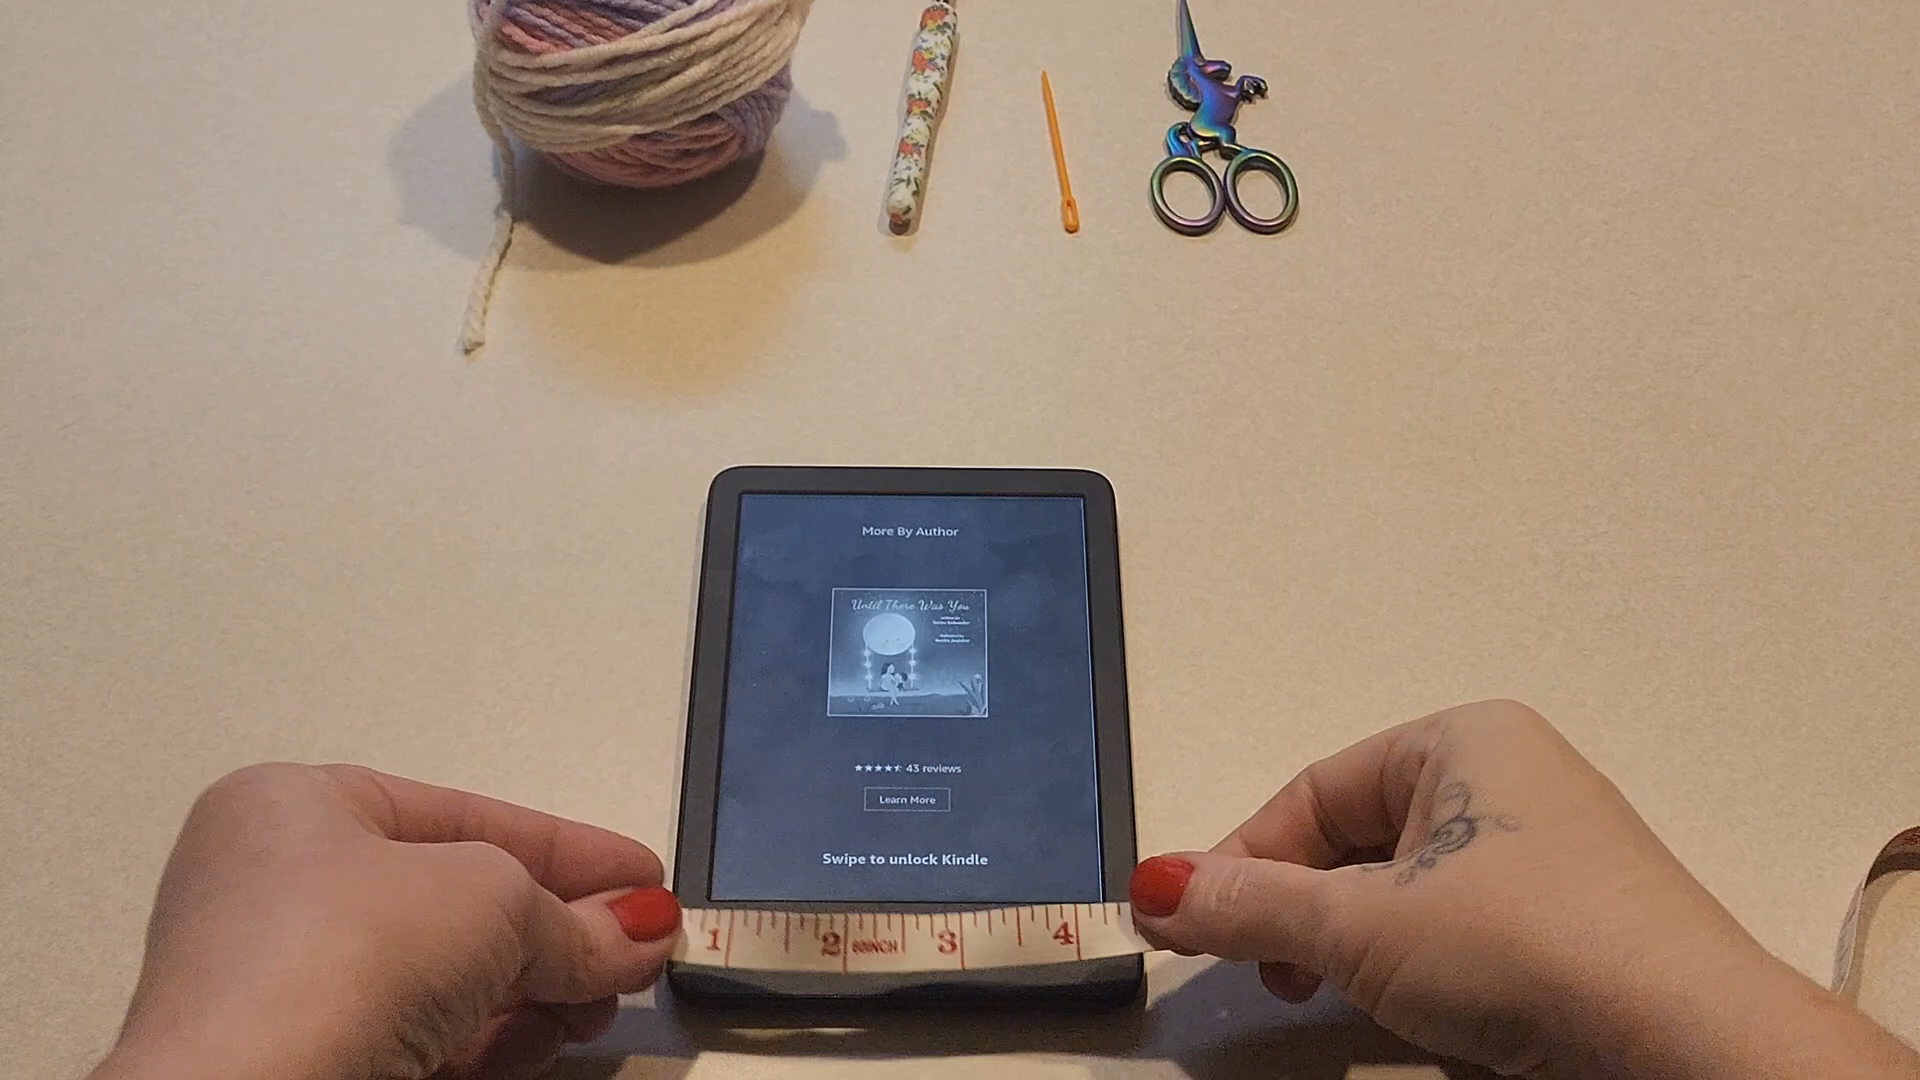 More By Author
Until There Was You
★★★★⯪ 43 reviews
Learn More
Swipe to unlock Kindle
1 2 60INCH 3 4